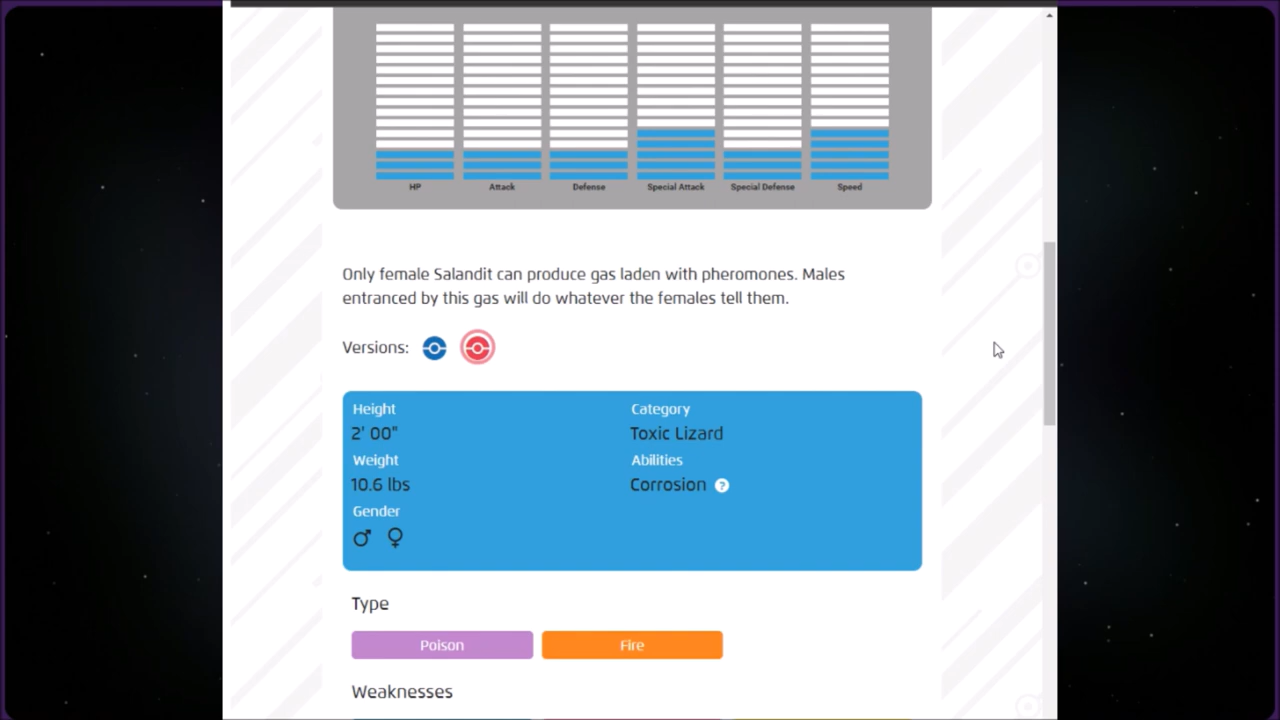 HP Attack Defense Special Attack Special Defense Speed
Only female Salandit can produce gas laden with pheromones. Males
entranced by this gas will do whatever the females tell them.
Versions:
Height
2' 00"
Weight
10.6 lbs
Gender
♂ ♀
Category
Toxic Lizard
Abilities
Corrosion ?
Type
Poison Fire
Weaknesses